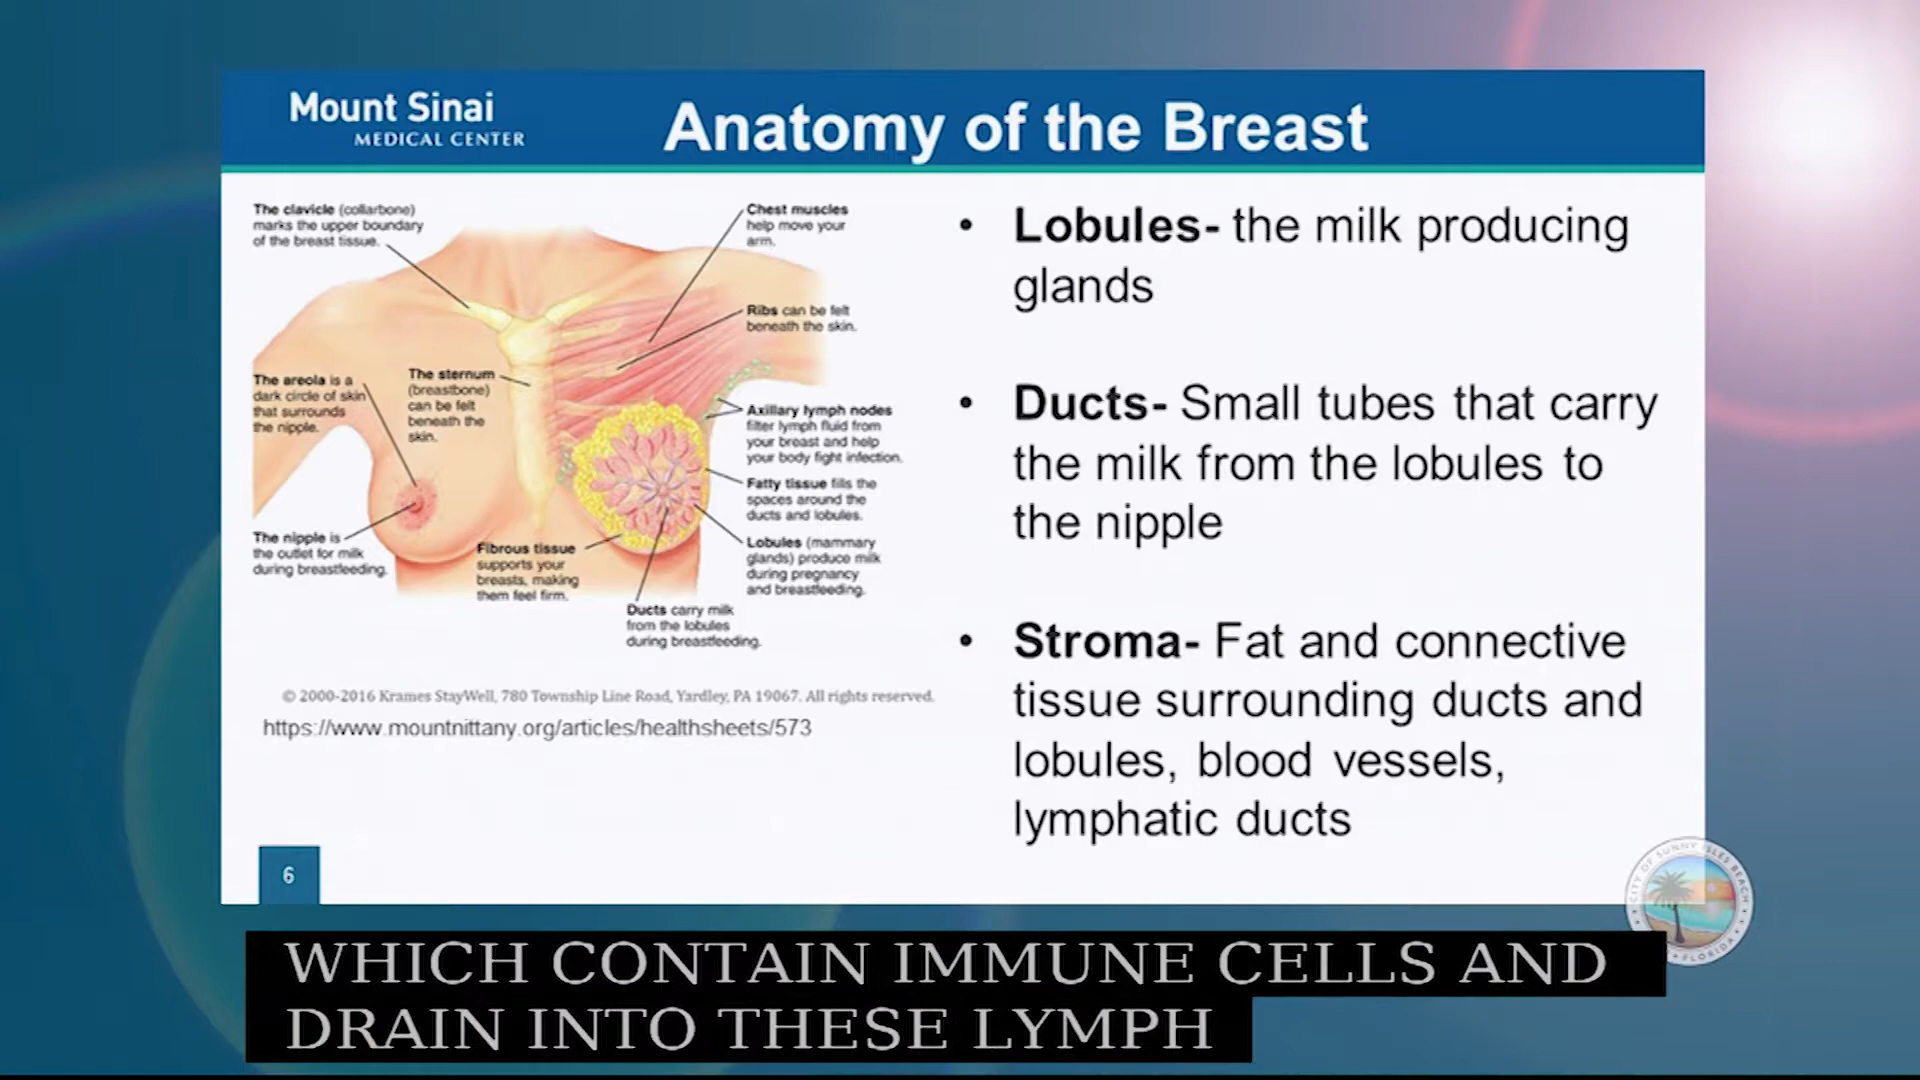 Mount Sinai
MEDICAL CENTER
Anatomy of the Breast
The clavicle (collarbone)
marks the upper boundary
of the breast tissue.
Chest muscles
help move your
arm.
Ribs can be felt
beneath the skin.
The areola is a
dark circle of skin
that surrounds
the nipple.
The sternum
(breastbone)
can be felt
beneath the
skin.
Axillary lymph nodes
filter lymph fluid from
your breast and help
your body fight infection.
Fatty tissue fills the
spaces around the
ducts and lobules.
The nipple is
the outlet for milk
during breastfeeding.
Fibrous tissue
supports your
breasts, making
them feel firm.
Lobules (mammary
glands) produce milk
during pregnancy
and breastfeeding.
Ducts carry milk
from the lobules
during breastfeeding.
© 2000-2016 Krames StayWell, 780 Township Line Road, Yardley, PA 19067. All rights reserved.
https://www.mountnittany.org/articles/healthsheets/573
• Lobules- the milk producing
glands
• Ducts- Small tubes that carry
the milk from the lobules to
the nipple
• Stroma- Fat and connective
tissue surrounding ducts and
lobules, blood vessels,
lymphatic ducts
6
CITY OF SUNNY ISLES BEACH
FLORIDA
WHICH CONTAIN IMMUNE CELLS AND
DRAIN INTO THESE LYMPH